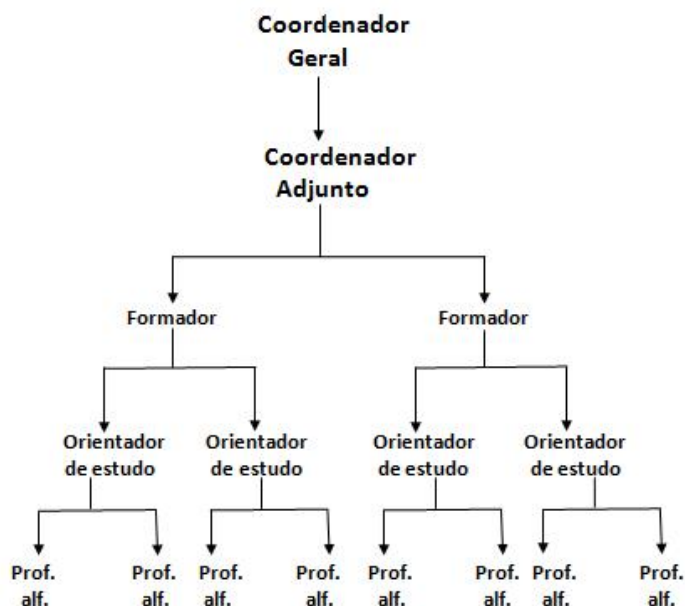 Coordenador
Geral
Coordenador
Adjunto
Formador
Formador
Orientador
de estudo
Orientador
de estudo
Orientador
de estudo
Orientador
de estudo
Prof.
alf.
Prof.
alf.
Prof.
alf.
Prof.
alf.
Prof.
alf.
Prof.
alf.
Prof.
alf.
Prof.
alf.